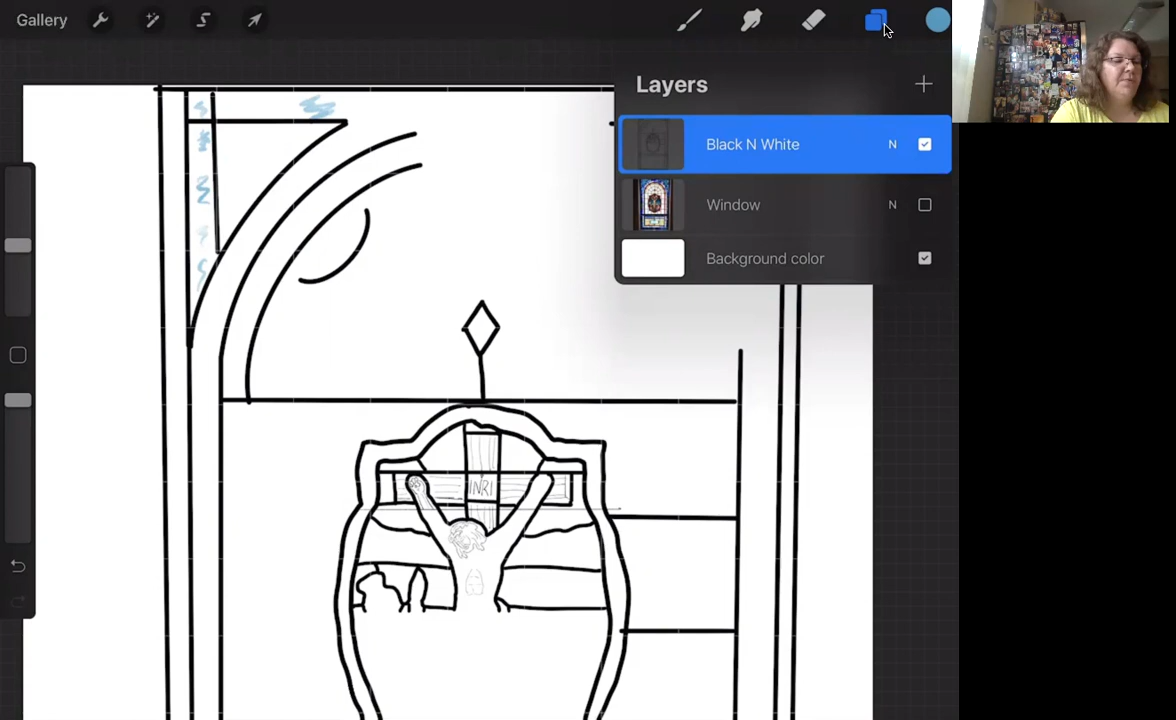 Gallery
Layers
Black N White N
Window N
Background color
INRI